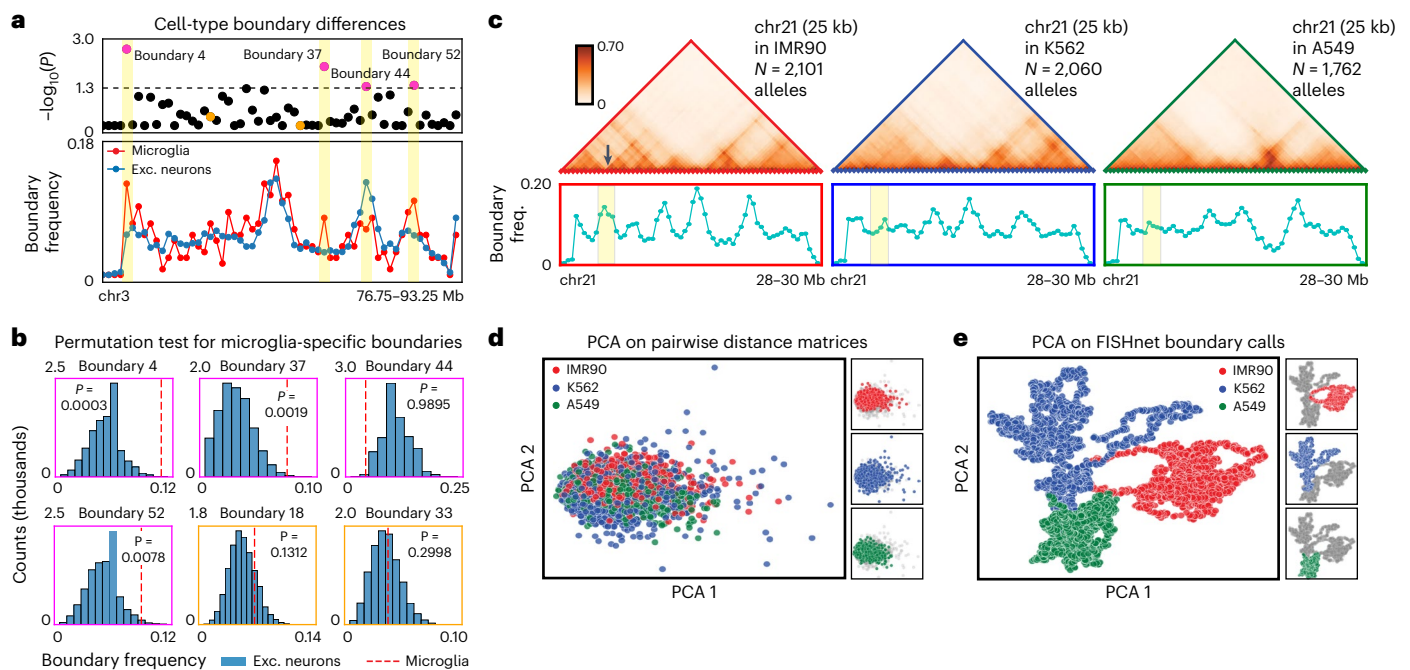 a
Cell-type boundary differences
3.0
1.3
0
−log10(P)
Boundary 4
Boundary 37
Boundary 44
Boundary 52
0.18
0
Boundary
frequency
Microglia
Exc. neurons
chr3
76.75–93.25 Mb
b
Permutation test for microglia-specific boundaries
Counts (thousands)
2.5
Boundary 4
P =
0.0003
0
0
0.12
2.0
Boundary 37
P =
0.0019
0
0
0.10
3.0
Boundary 44
P =
0.9895
0
0
0.25
2.5
Boundary 52
P =
0.0078
0
0
0.12
1.8
Boundary 18
P =
0.1312
0
0
0.14
2.0
Boundary 33
P =
0.2998
0
0
0.10
Boundary frequency
Exc. neurons
Microglia
c
0.70
0
chr21 (25 kb)
in IMR90
N = 2,101
alleles
chr21 (25 kb)
in K562
N = 2,060
alleles
chr21 (25 kb)
in A549
N = 1,762
alleles
0.20
0
Boundary
freq.
chr21
28–30 Mb
chr21
28–30 Mb
chr21
28–30 Mb
d
PCA on pairwise distance matrices
IMR90
K562
A549
PCA 2
PCA 1
e
PCA on FISHnet boundary calls
IMR90
K562
A549
PCA 2
PCA 1